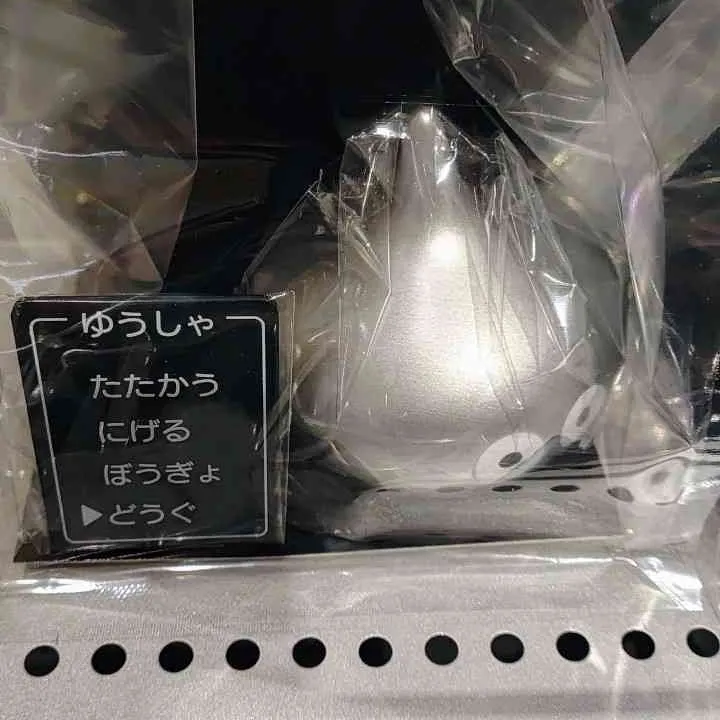 ゆうしゃ
たたかう
にげる
ぼうぎょ
▶どうぐ